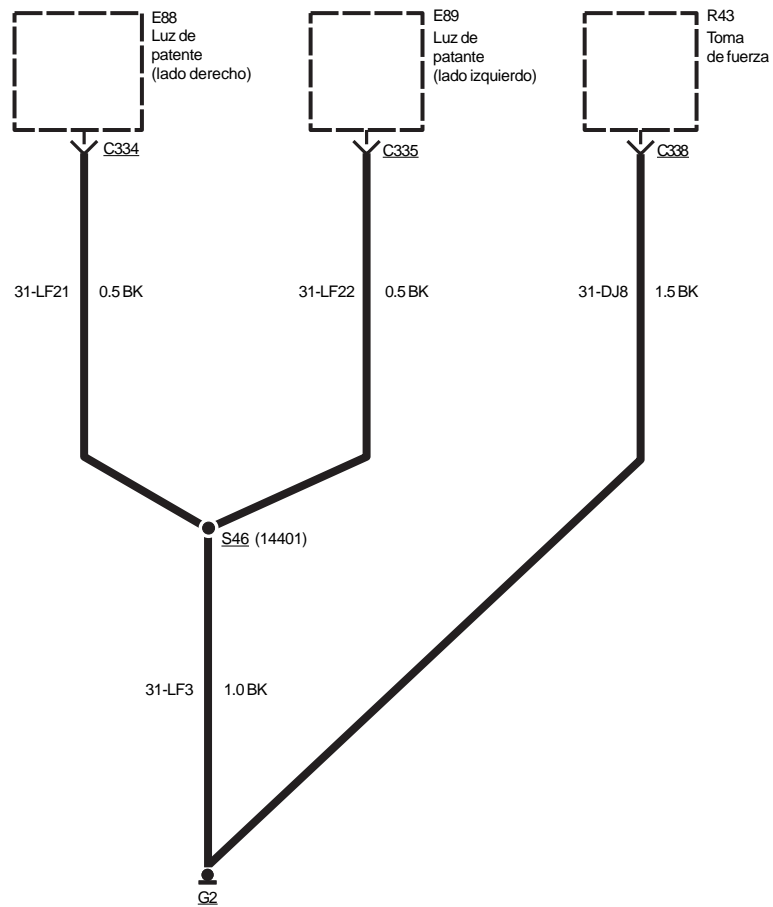 E88
Luz de
patente
(lado derecho)
C334
E89
Luz de
patante
(lado izquierdo)
C335
R43
Toma
de fuerza
C338
31-LF21 0.5 BK
31-LF22 0.5 BK
31-DJ8 1.5 BK
S46 (14401)
31-LF3 1.0 BK
G2